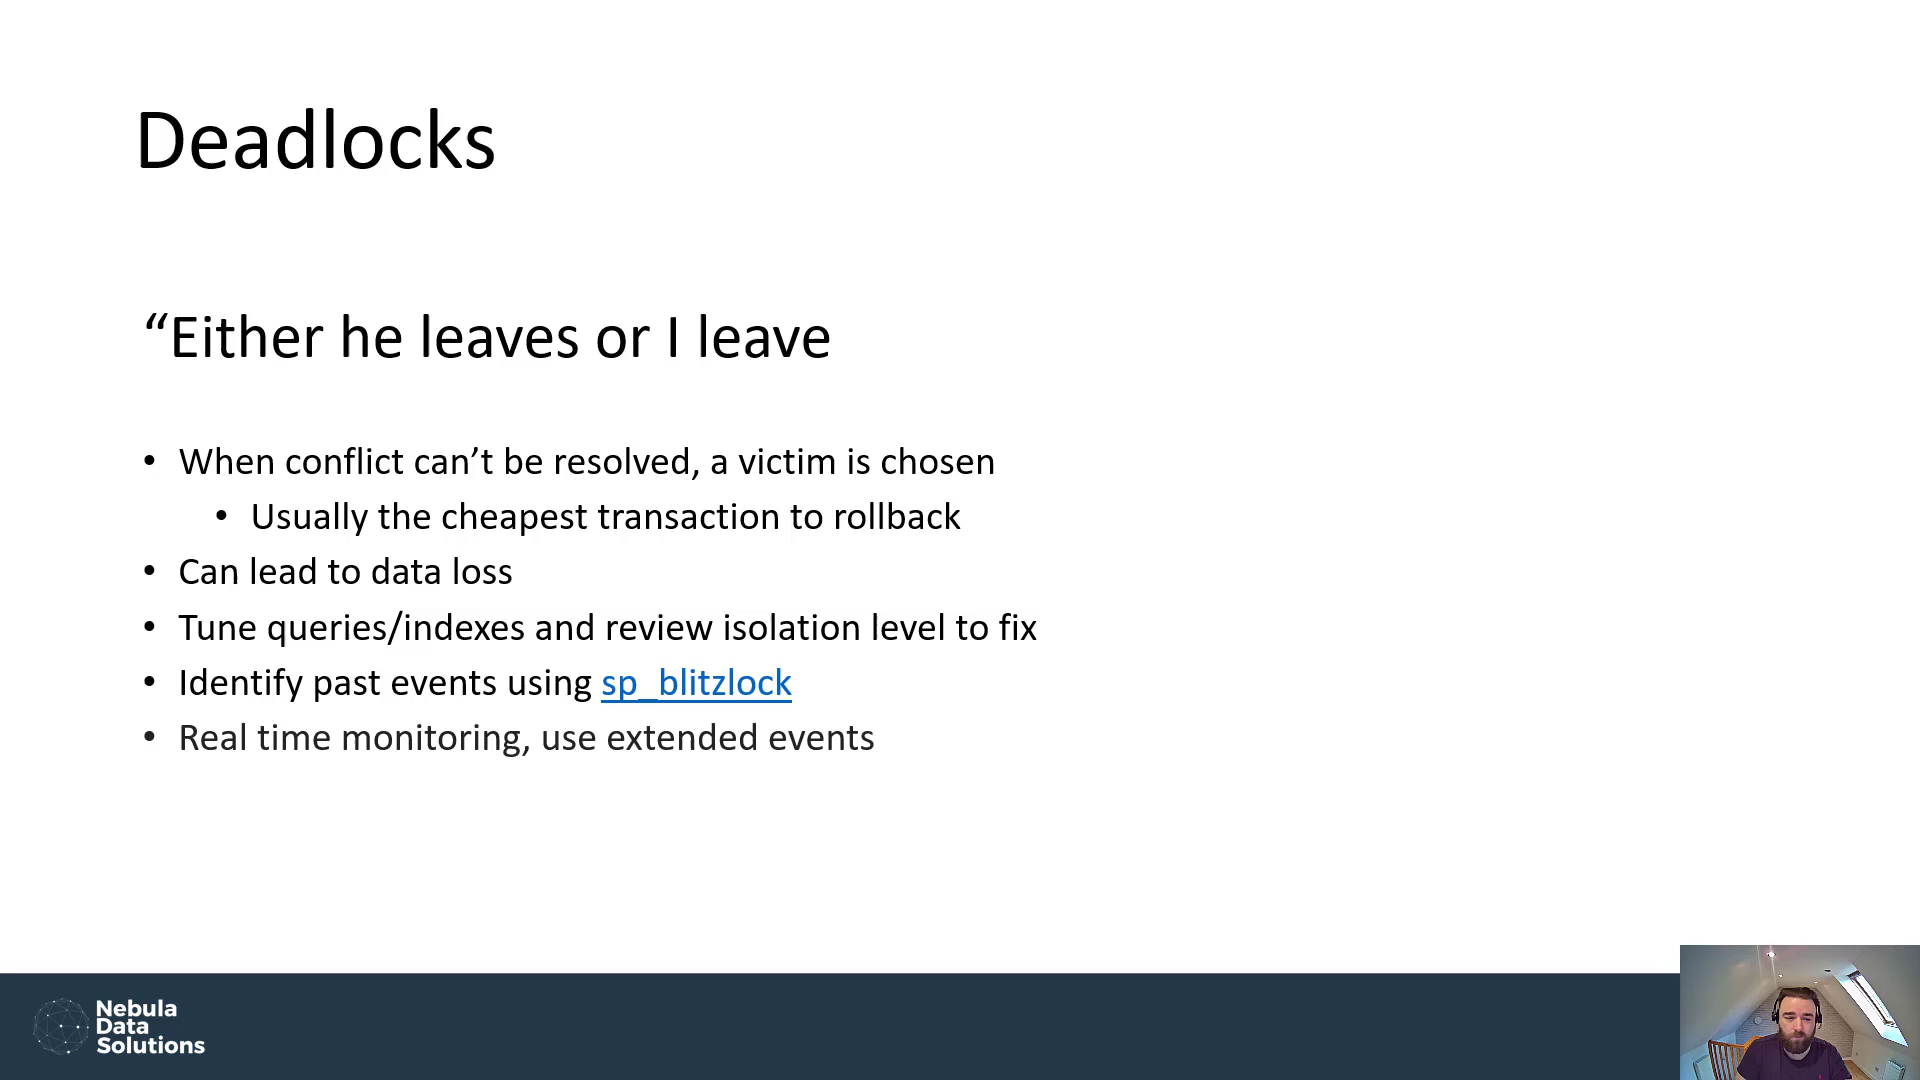 Deadlocks
“Either he leaves or I leave
• When conflict can’t be resolved, a victim is chosen
• Usually the cheapest transaction to rollback
• Can lead to data loss
• Tune queries/indexes and review isolation level to fix
• Identify past events using sp_blitzlock
• Real time monitoring, use extended events
Nebula
Data
Solutions